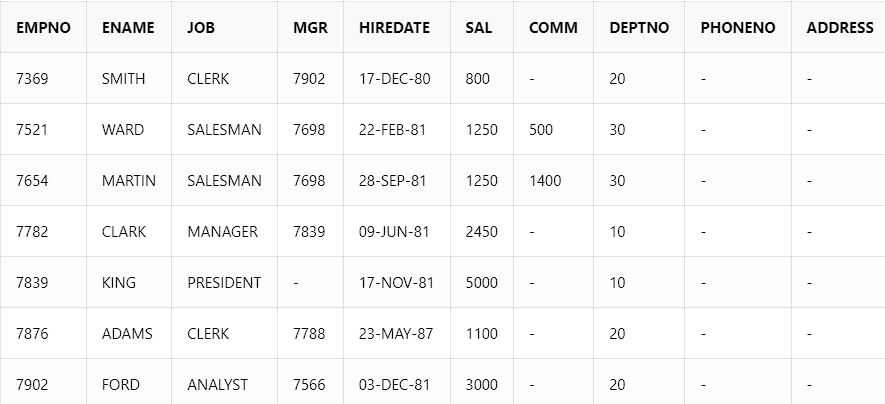 EMPNO ENAME JOB MGR HIREDATE SAL COMM DEPTNO PHONENO ADDRESS
7369 SMITH CLERK 7902 17-DEC-80 800 - 20 - -
7521 WARD SALESMAN 7698 22-FEB-81 1250 500 30 - -
7654 MARTIN SALESMAN 7698 28-SEP-81 1250 1400 30 - -
7782 CLARK MANAGER 7839 09-JUN-81 2450 - 10 - -
7839 KING PRESIDENT - 17-NOV-81 5000 - 10 - -
7876 ADAMS CLERK 7788 23-MAY-87 1100 - 20 - -
7902 FORD ANALYST 7566 03-DEC-81 3000 - 20 - -